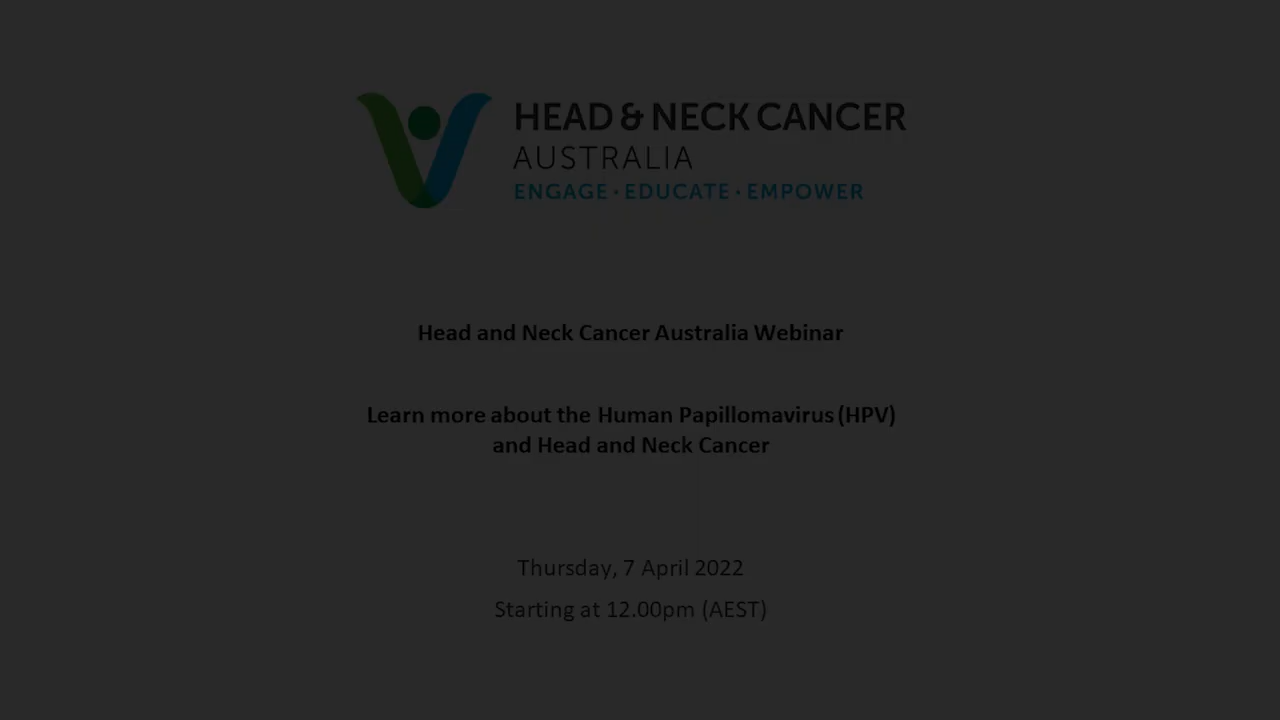 HEAD & NECK CANCER
AUSTRALIA
ENGAGE · EDUCATE · EMPOWER
Head and Neck Cancer Australia Webinar
Learn more about the Human Papillomavirus (HPV)
and Head and Neck Cancer
Thursday, 7 April 2022
Starting at 12.00pm (AEST)